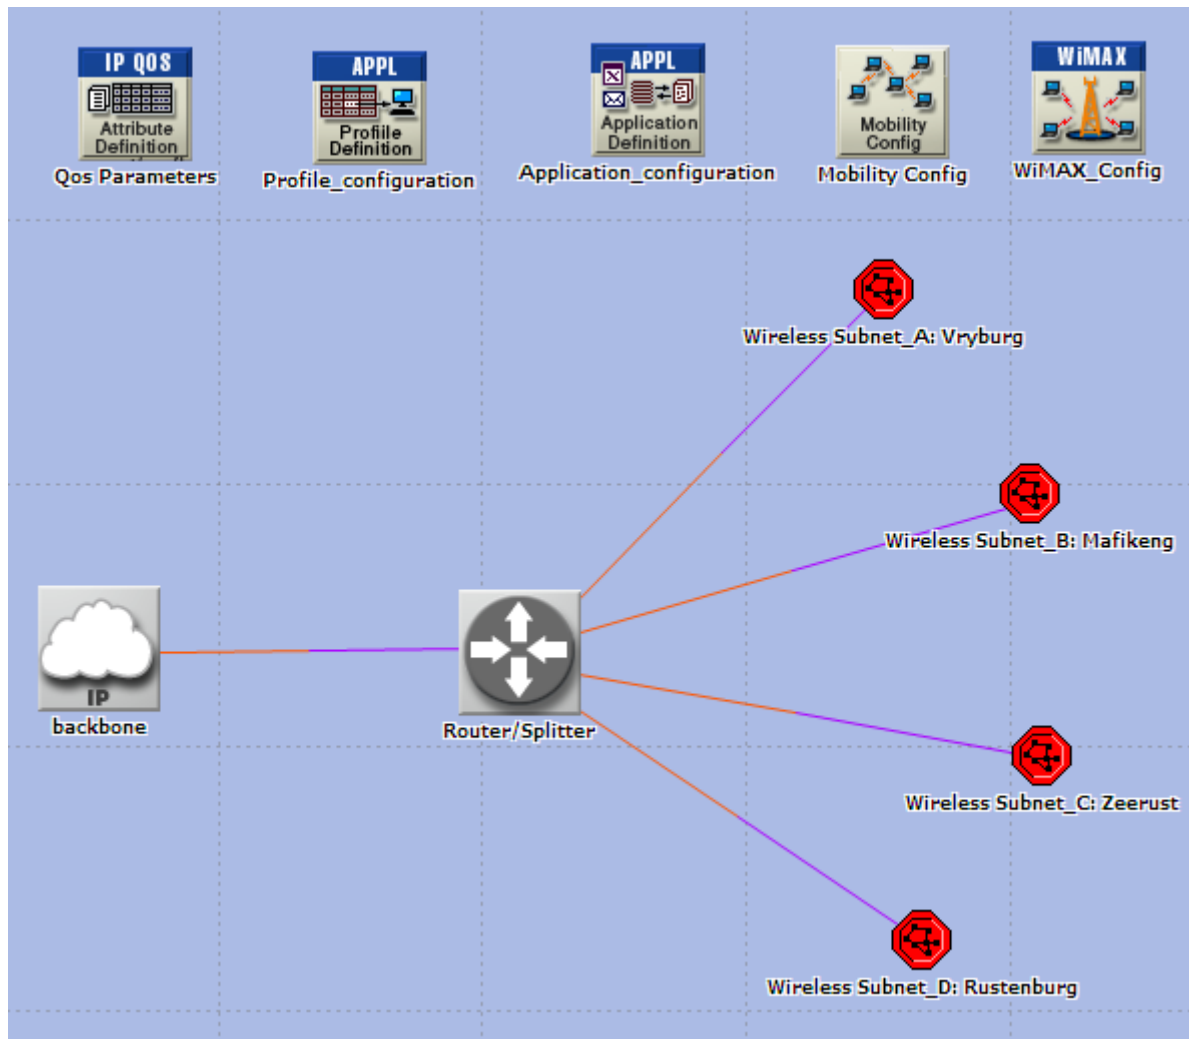 IP QOS
Attribute
Definition
Qos Parameters
APPL
Profiile
Definition
Profile_configuration
APPL
Application
Definition
Application_configuration
Mobility
Config
Mobility Config
WiMAX
WiMAX_Config
Wireless Subnet_A: Vryburg
Wireless Subnet_B: Mafikeng
IP
backbone
Router/Splitter
Wireless Subnet_C: Zeerust
Wireless Subnet_D: Rustenburg